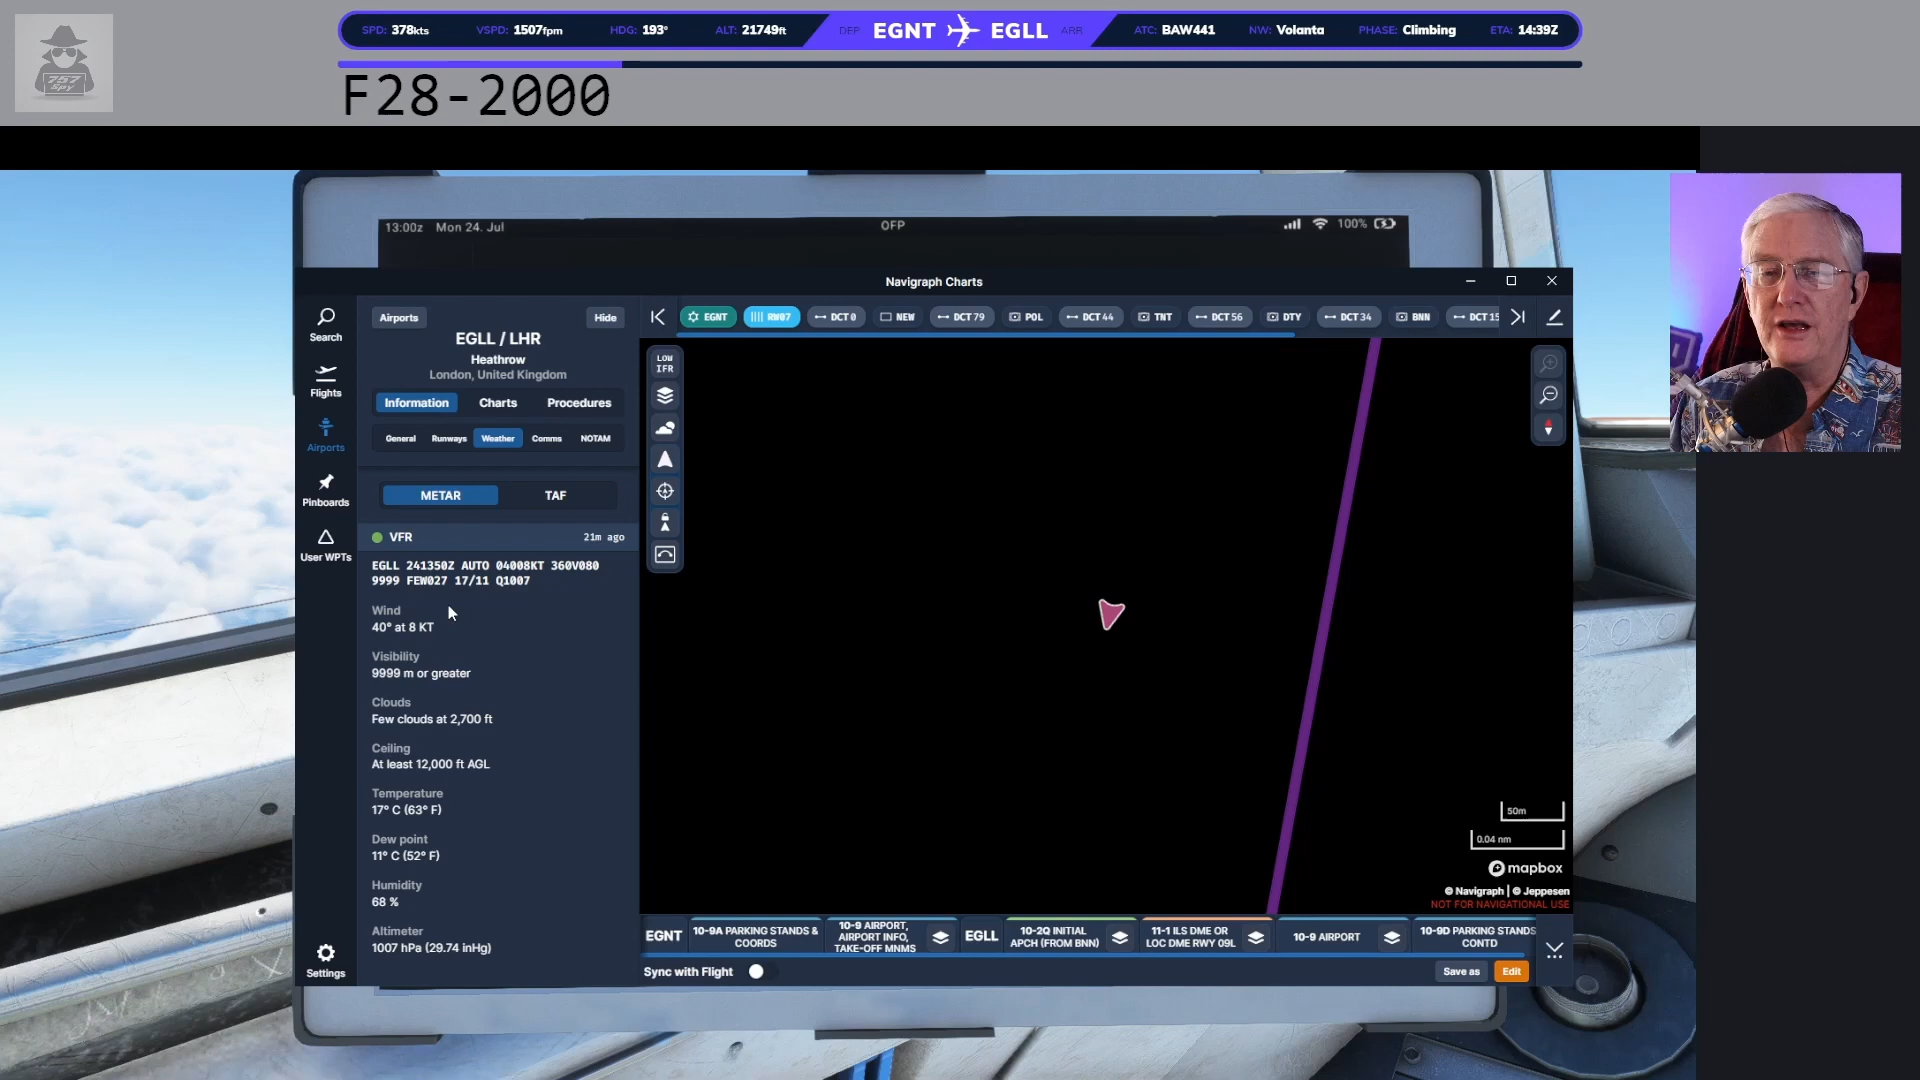 SPD: 378kts VSPD: 1507fpm HDG: 193° ALT: 21749ft DEP EGNT EGLL ARR ATC: BAW441 NW: Volanta PHASE: Climbing ETA: 14:39Z
757
Spy
F28-2000
13:00z Mon 24. Jul OFP 100%
Navigraph Charts
Search
Flights
Airports
Pinboards
User WPTs
Settings
Airports Hide
EGLL / LHR
Heathrow
London, United Kingdom
Information Charts Procedures
General Runways Weather Comms NOTAM
METAR TAF
VFR 21m ago
EGLL 241350Z AUTO 04008KT 360V080
9999 FEW027 17/11 Q1007
Wind
40° at 8 KT
Visibility
9999 m or greater
Clouds
Few clouds at 2,700 ft
Ceiling
At least 12,000 ft AGL
Temperature
17° C (63° F)
Dew point
11° C (52° F)
Humidity
68 %
Altimeter
1007 hPa (29.74 inHg)
EGNT RW07 DCT 0 NEW DCT 79 POL DCT 44 TNT DCT 56 DTY DCT 34 BNN DCT 15
LOW
IFR
50m
0.04 nm
mapbox
© Navigraph | © Jeppesen
NOT FOR NAVIGATIONAL USE
EGNT
10-9A PARKING STANDS &
COORDS
10-9 AIRPORT,
AIRPORT INFO,
TAKE-OFF MNMS
EGLL
10-2Q INITIAL
APCH (FROM BNN)
11-1 ILS DME OR
LOC DME RWY 09L
10-9 AIRPORT
10-9D PARKING STANDS
CONTD
Sync with Flight Save as Edit